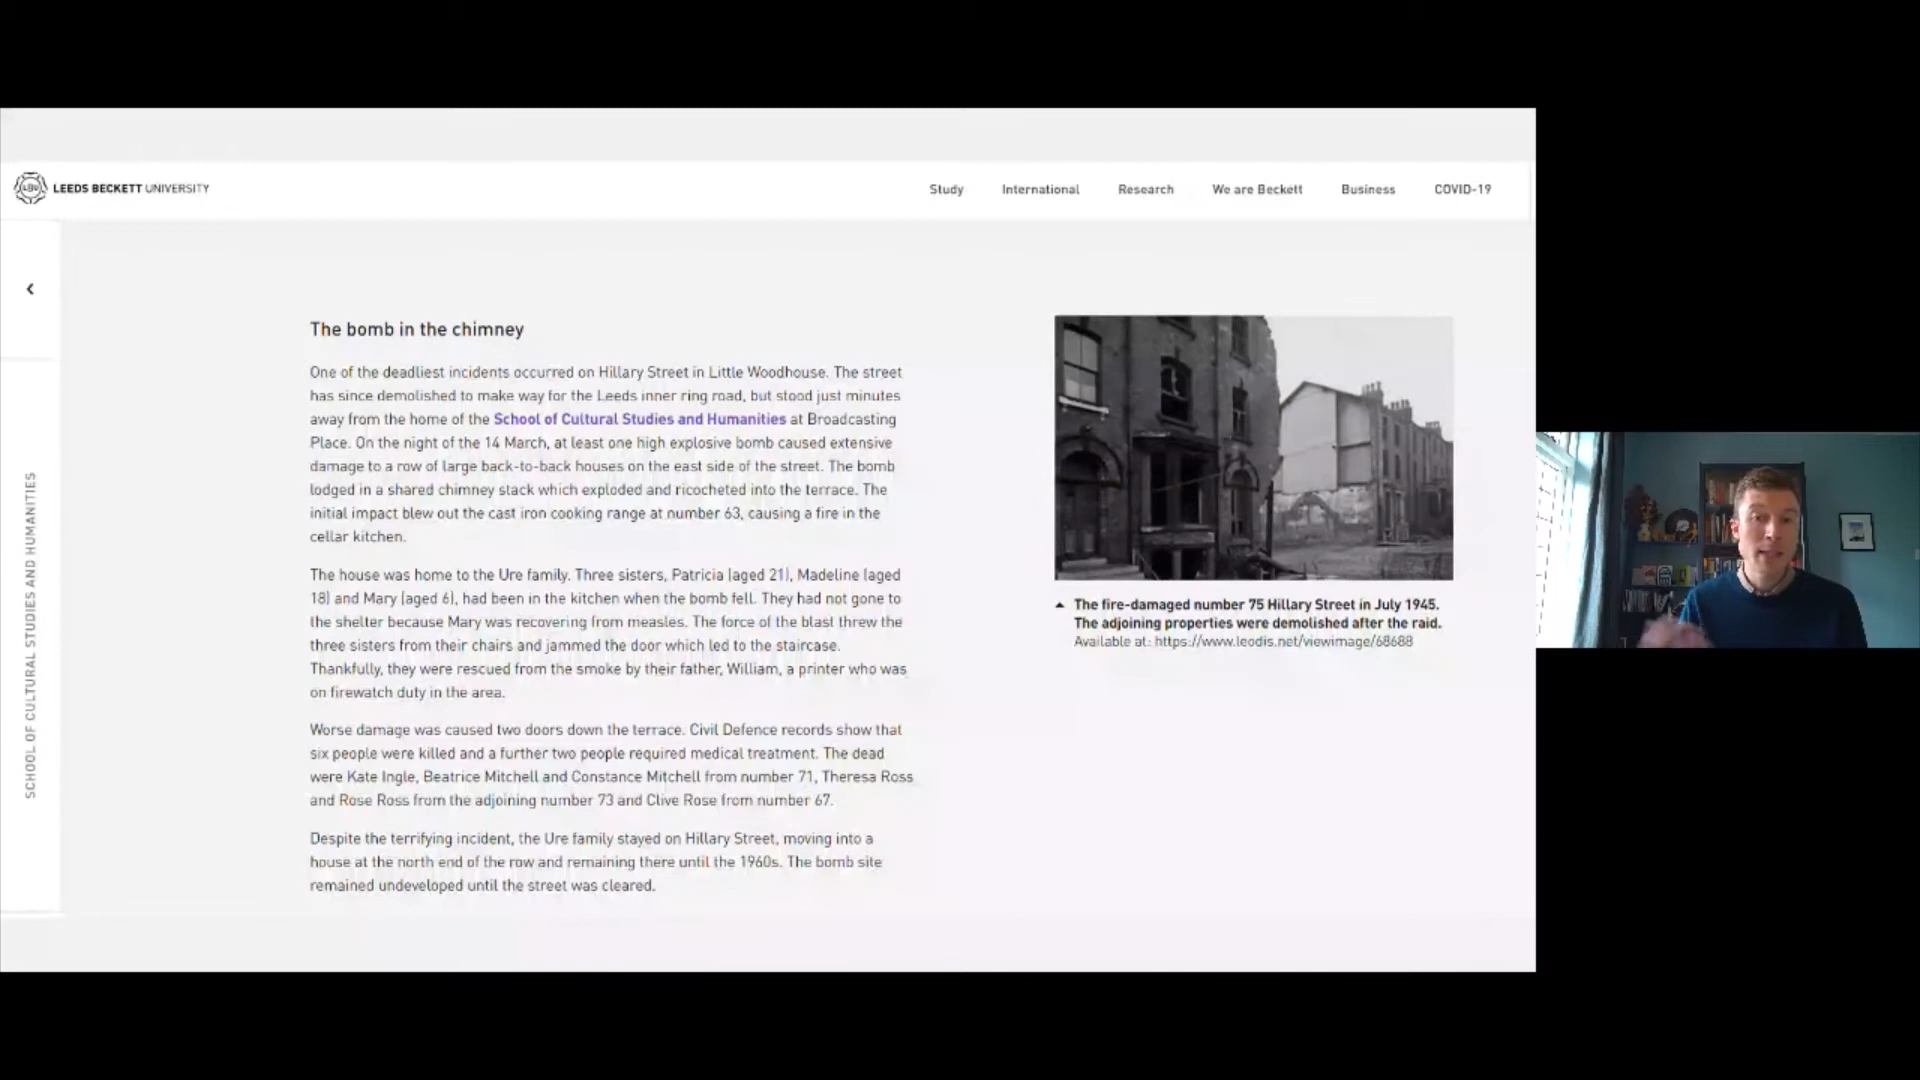 LEEDS BECKETT UNIVERSITY
Study International Research We are Beckett Business COVID-19
SCHOOL OF CULTURAL STUDIES AND HUMANITIES
The bomb in the chimney
One of the deadliest incidents occurred on Hillary Street in Little Woodhouse. The street
has since demolished to make way for the Leeds inner ring road, but stood just minutes
away from the home of the School of Cultural Studies and Humanities at Broadcasting
Place. On the night of the 14 March, at least one high explosive bomb caused extensive
damage to a row of large back-to-back houses on the east side of the street. The bomb
lodged in a shared chimney stack which exploded and ricocheted into the terrace. The
initial impact blew out the cast iron cooking range at number 63, causing a fire in the
cellar kitchen.
The house was home to the Ure family. Three sisters, Patricia (aged 21), Madeline (aged
18) and Mary (aged 6), had been in the kitchen when the bomb fell. They had not gone to
the shelter because Mary was recovering from measles. The force of the blast threw the
three sisters from their chairs and jammed the door which led to the staircase.
Thankfully, they were rescued from the smoke by their father, William, a printer who was
on firewatch duty in the area.
Worse damage was caused two doors down the terrace. Civil Defence records show that
six people were killed and a further two people required medical treatment. The dead
were Kate Ingle, Beatrice Mitchell and Constance Mitchell from number 71, Theresa Ross
and Rose Ross from the adjoining number 73 and Clive Rose from number 67.
Despite the terrifying incident, the Ure family stayed on Hillary Street, moving into a
house at the north end of the row and remaining there until the 1960s. The bomb site
remained undeveloped until the street was cleared.
The fire-damaged number 75 Hillary Street in July 1945.
The adjoining properties were demolished after the raid.
Available at: https://www.leodis.net/viewimage/68688